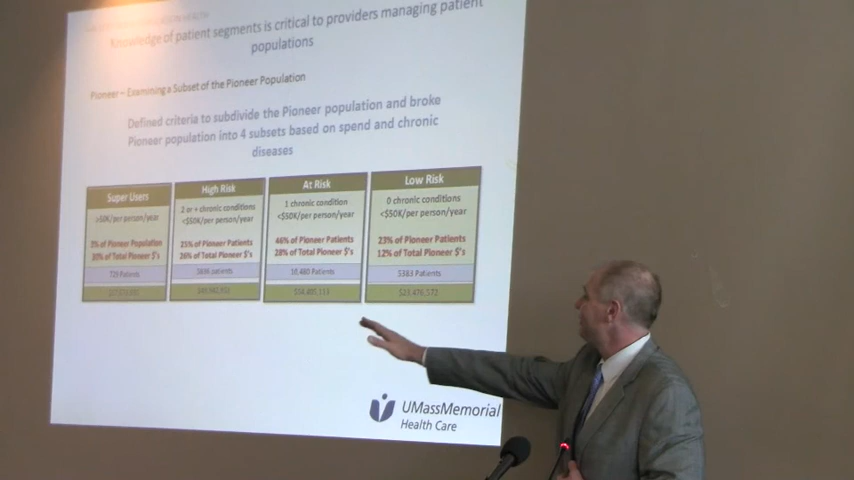 Knowledge of patient segments is critical to providers managing patient
populations
Pioneer – Examining a Subset of the Pioneer Population
Defined criteria to subdivide the Pioneer population and broke
Pioneer population into 4 subsets based on spend and chronic
diseases
Super Users
>50K/per person/year
3% of Pioneer Population
30% of Total Pioneer $'s
729 Patients
High Risk
2 or + chronic conditions
<$50K/per person/year
25% of Pioneer Patients
26% of Total Pioneer $'s
patients
At Risk
1 chronic condition
<$50K/per person/year
46% of Pioneer Patients
28% of Total Pioneer $'s
10,480 Patients
Low Risk
0 chronic conditions
<$50K/per person/year
23% of Pioneer Patients
12% of Total Pioneer $'s
5383 Patients
$23,476,572
UMassMemorial
Health Care